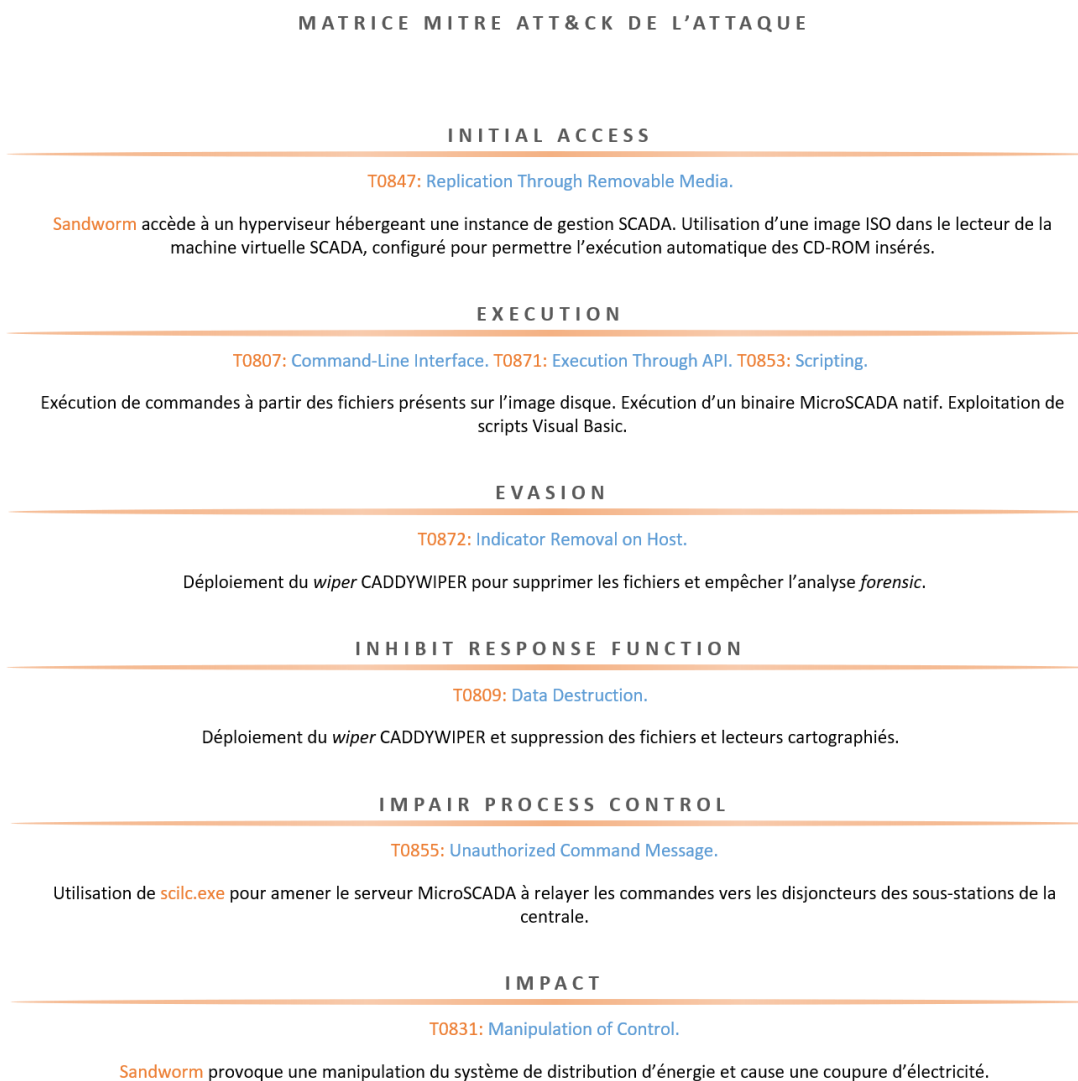 MATRICE MITRE ATT&CK DE L’ATTAQUE
INITIAL ACCESS
T0847: Replication Through Removable Media.
Sandworm accède à un hyperviseur hébergeant une instance de gestion SCADA. Utilisation d’une image ISO dans le lecteur de la
machine virtuelle SCADA, configuré pour permettre l’exécution automatique des CD-ROM insérés.
EXECUTION
T0807: Command-Line Interface. T0871: Execution Through API. T0853: Scripting.
Exécution de commandes à partir des fichiers présents sur l’image disque. Exécution d’un binaire MicroSCADA natif. Exploitation de
scripts Visual Basic.
EVASION
T0872: Indicator Removal on Host.
Déploiement du wiper CADDYWIPER pour supprimer les fichiers et empêcher l’analyse forensic.
INHIBIT RESPONSE FUNCTION
T0809: Data Destruction.
Déploiement du wiper CADDYWIPER et suppression des fichiers et lecteurs cartographiés.
IMPAIR PROCESS CONTROL
T0855: Unauthorized Command Message.
Utilisation de scilc.exe pour amener le serveur MicroSCADA à relayer les commandes vers les disjoncteurs des sous-stations de la
centrale.
IMPACT
T0831: Manipulation of Control.
Sandworm provoque une manipulation du système de distribution d’énergie et cause une coupure d’électricité.